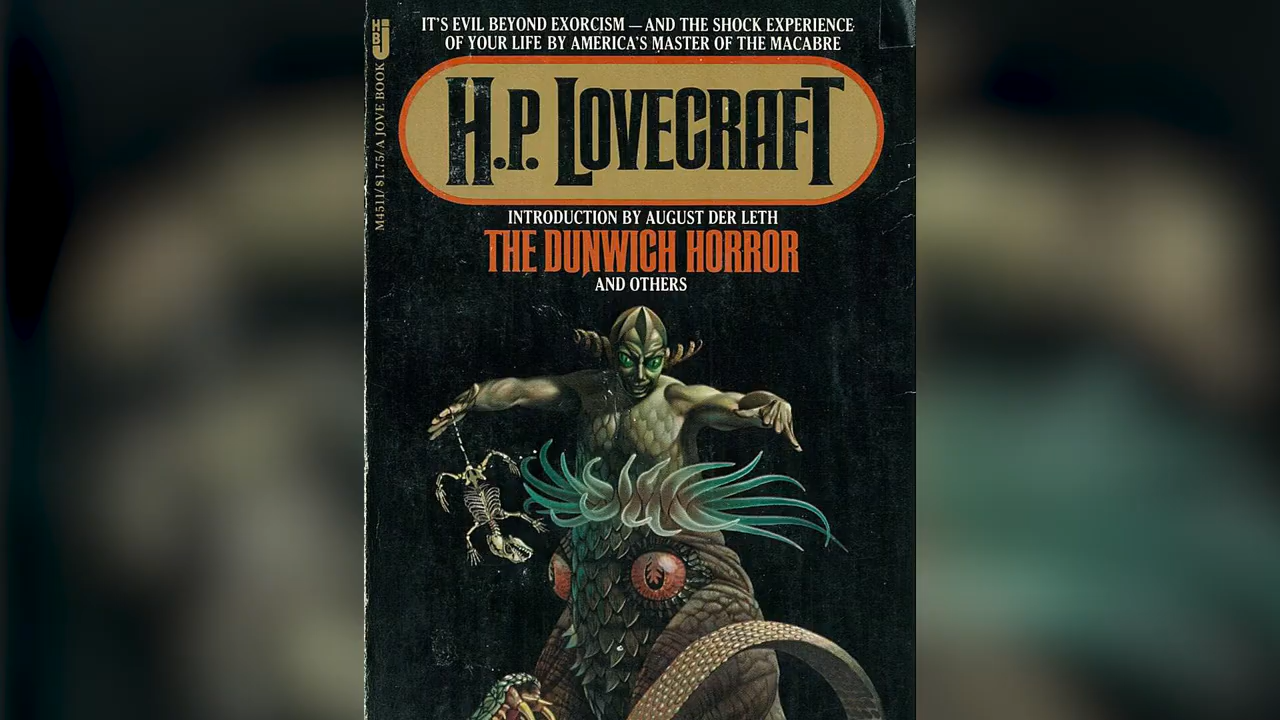 IT'S EVIL BEYOND EXORCISM — AND THE SHOCK EXPERIENCE
OF YOUR LIFE BY AMERICA'S MASTER OF THE MACABRE
H.P. LOVECRAFT
INTRODUCTION BY AUGUST DER LETH
THE DUNWICH HORROR
AND OTHERS
HBJ
M4511/$1.75/A JOVE BOOK